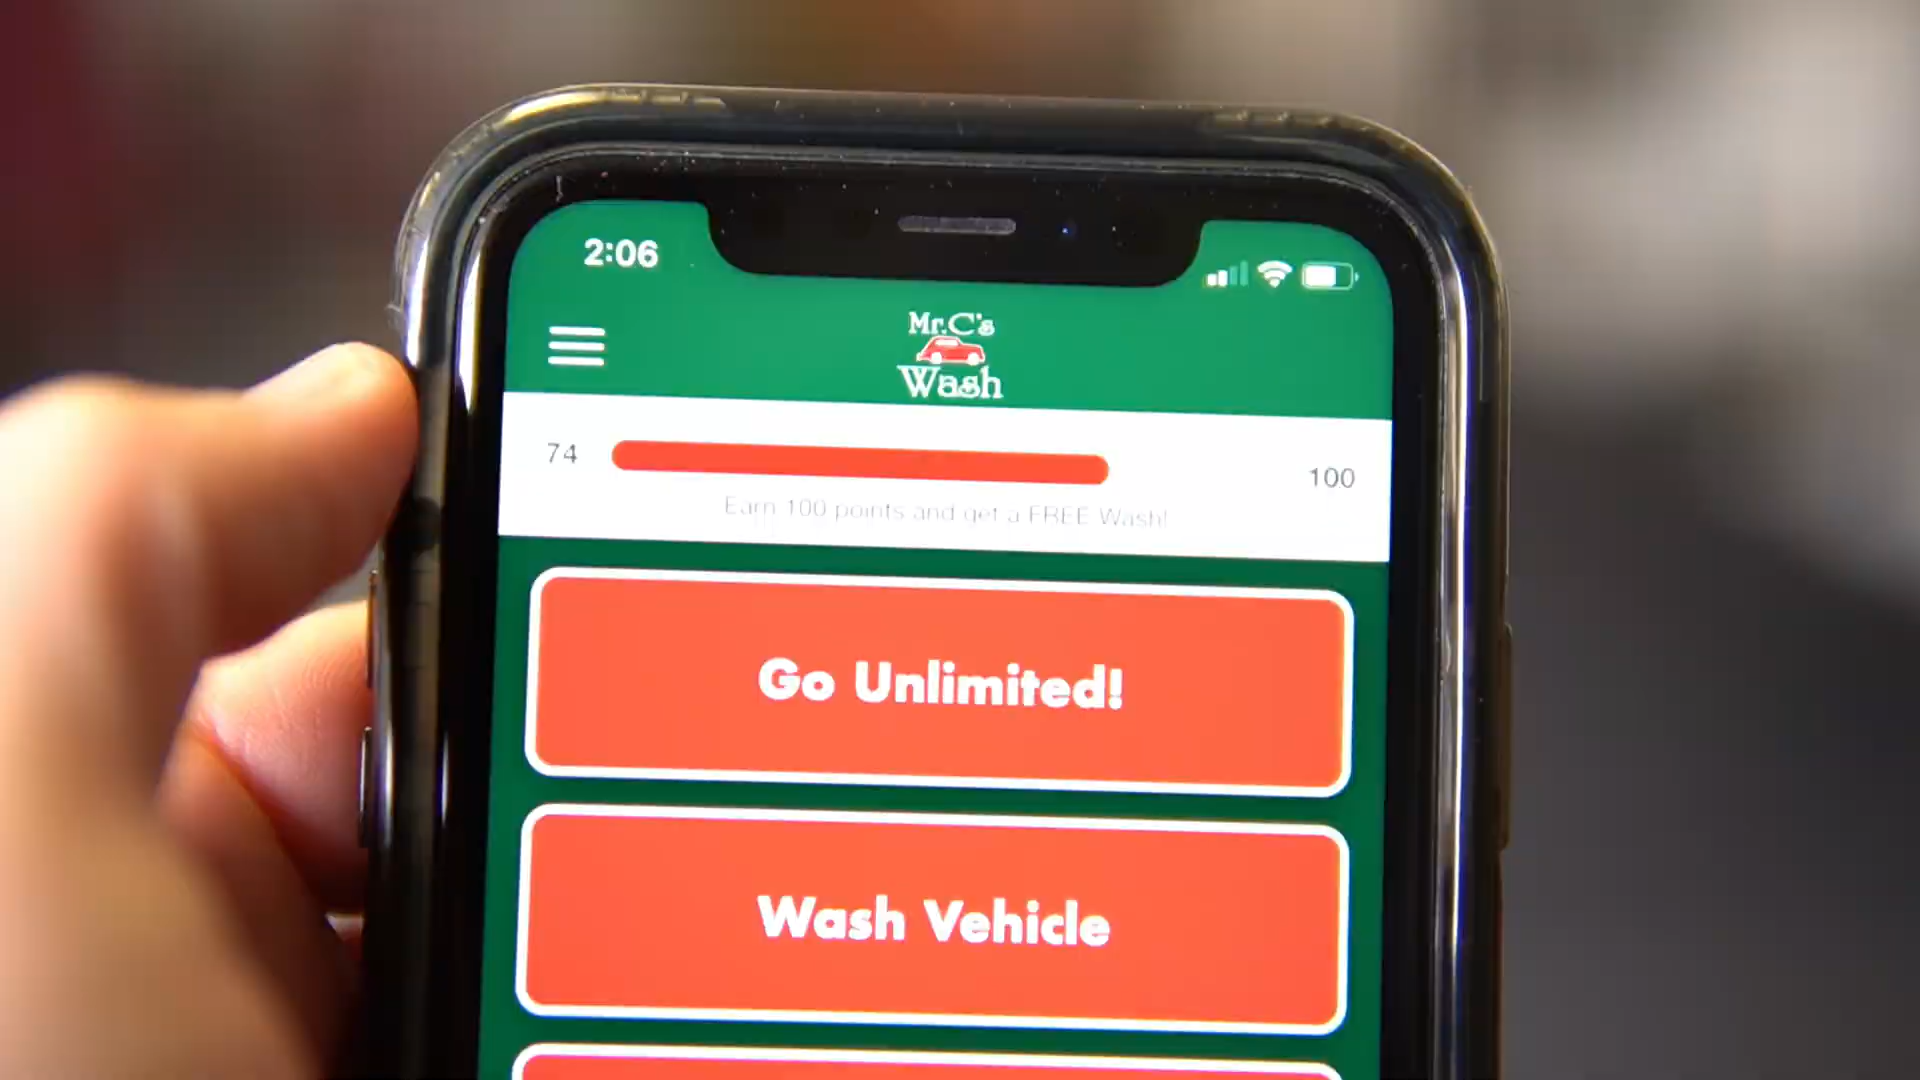 2:06
Mr. C's
Wash
74
100
Earn 100 points and get a FREE Wash!
Go Unlimited!
Wash Vehicle